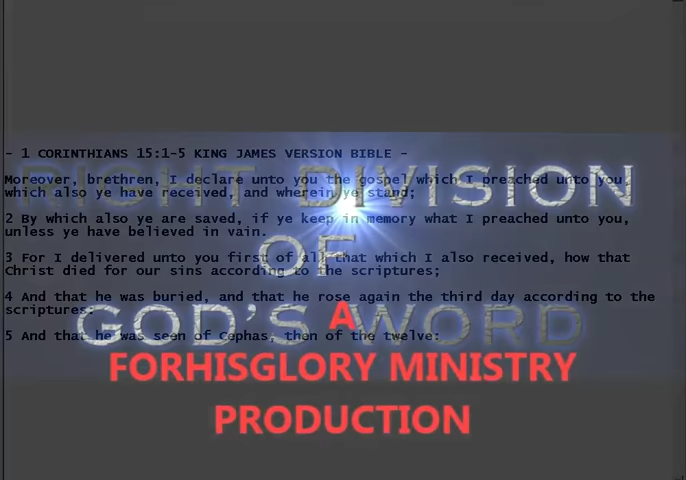 - 1 CORINTHIANS 15:1-5 KING JAMES VERSION BIBLE -
Moreover, brethren, I declare unto you the gospel which I preached unto you,
which also ye have received, and wherein ye stand;
2 By which also ye are saved, if ye keep in memory what I preached unto you,
unless ye have believed in vain.
3 For I delivered unto you first of all that which I also received, how that
Christ died for our sins according to the scriptures;
4 And that he was buried, and that he rose again the third day according to the
scriptures:
5 And that he was seen of Cephas, then of the twelve:
RIGHT DIVISION
OF
GOD'S WORD
A
FORHISGLORY MINISTRY
PRODUCTION